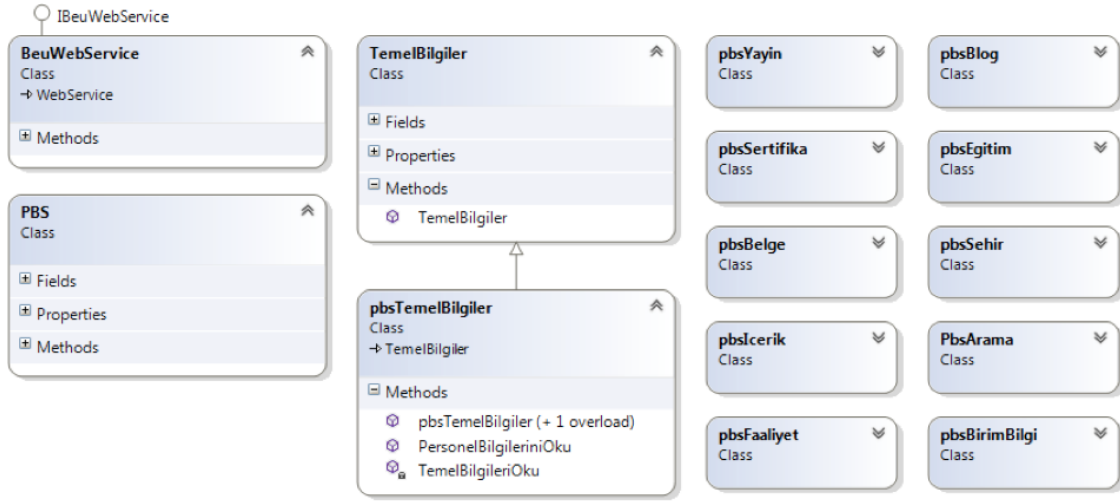 IBeuWebService
BeuWebService
Class
WebService
Methods
PBS
Class
Fields
Properties
Methods
TemelBilgiler
Class
Fields
Properties
Methods
TemelBilgiler
pbsTemelBilgiler
Class
TemelBilgiler
Methods
pbsTemelBilgiler (+ 1 overload)
PersonelBilgileriniOku
TemelBilgileriOku
pbsYayin
Class
pbsSertifika
Class
pbsBelge
Class
pbsIcerik
Class
pbsFaaliyet
Class
pbsBlog
Class
pbsEgitim
Class
pbsSehir
Class
PbsArama
Class
pbsBirimBilgi
Class